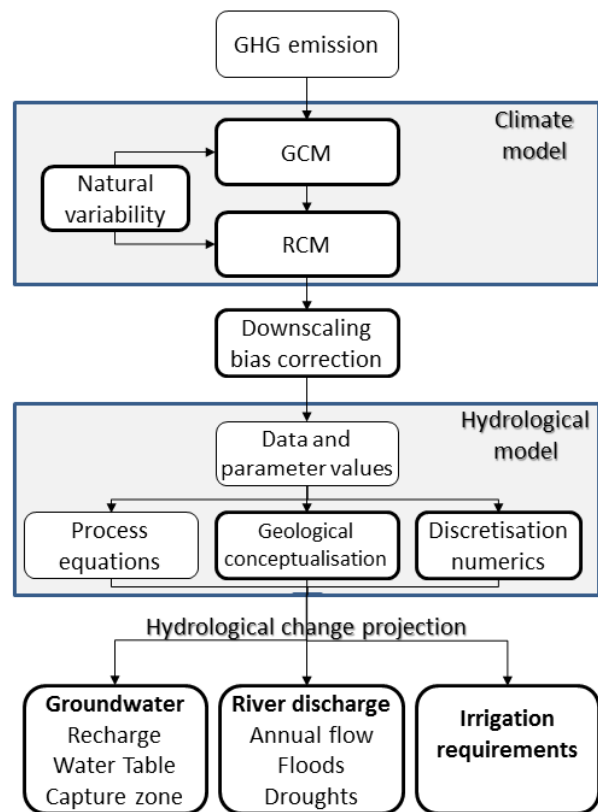 GHG emission
Climate
model
GCM
Natural
variability
RCM
Downscaling
bias correction
Hydrological
model
Data and
parameter values
Process
equations
Geological
conceptualisation
Discretisation
numerics
Hydrological change projection
Groundwater
Recharge
Water Table
Capture zone
River discharge
Annual flow
Floods
Droughts
Irrigation
requirements